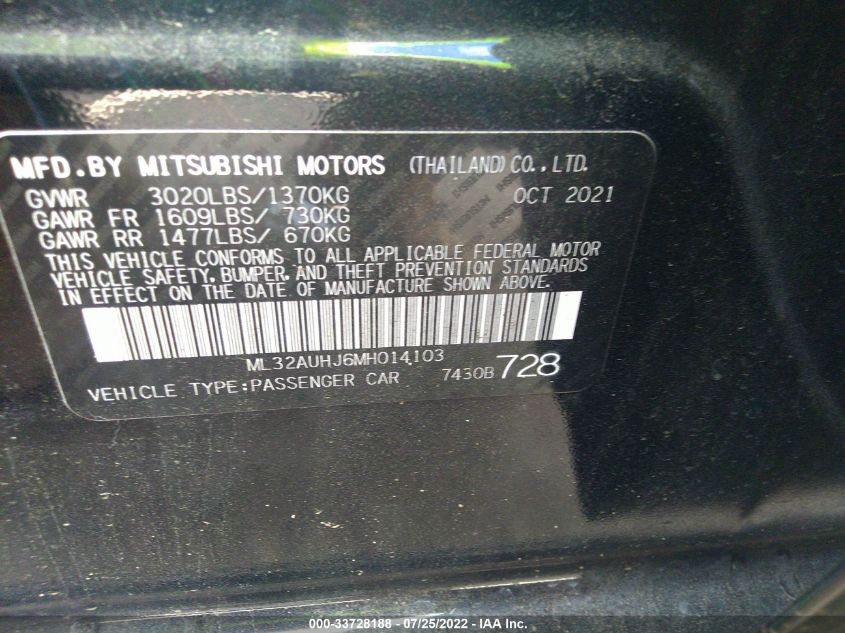 MFD.BY MITSUBISHI MOTORS (THAILAND) CO., LTD.
GVWR 3020LBS/1370KG OCT 2021
GAWR FR 1609LBS/ 730KG
GAWR RR 1477LBS/ 670KG
THIS VEHICLE CONFORMS TO ALL APPLICABLE FEDERAL MOTOR
VEHICLE SAFETY, BUMPER, AND THEFT PREVENTION STANDARDS
IN EFFECT ON THE DATE OF MANUFACTURE SHOWN ABOVE.
ML32AUHJ6MH014103
VEHICLE TYPE:PASSENGER CAR 7430B 728
000-33728188 - 07/25/2022 - IAA Inc.